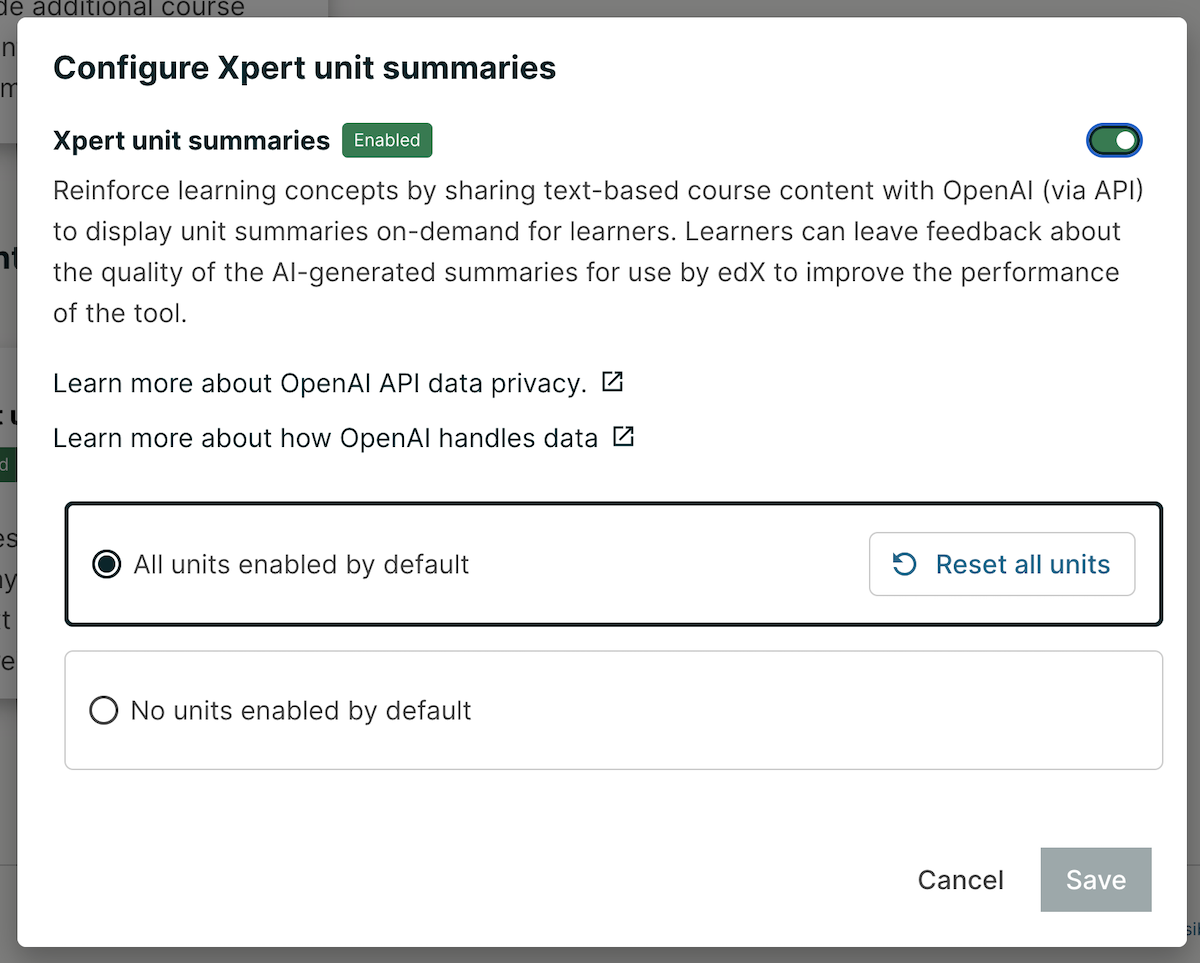 de additional course
Configure Xpert unit summaries
Xpert unit summaries Enabled
Reinforce learning concepts by sharing text-based course content with OpenAI (via API)
to display unit summaries on-demand for learners. Learners can leave feedback about
the quality of the AI-generated summaries for use by edX to improve the performance
of the tool.
Learn more about OpenAI API data privacy.
Learn more about how OpenAI handles data
All units enabled by default
Reset all units
No units enabled by default
Cancel
Save